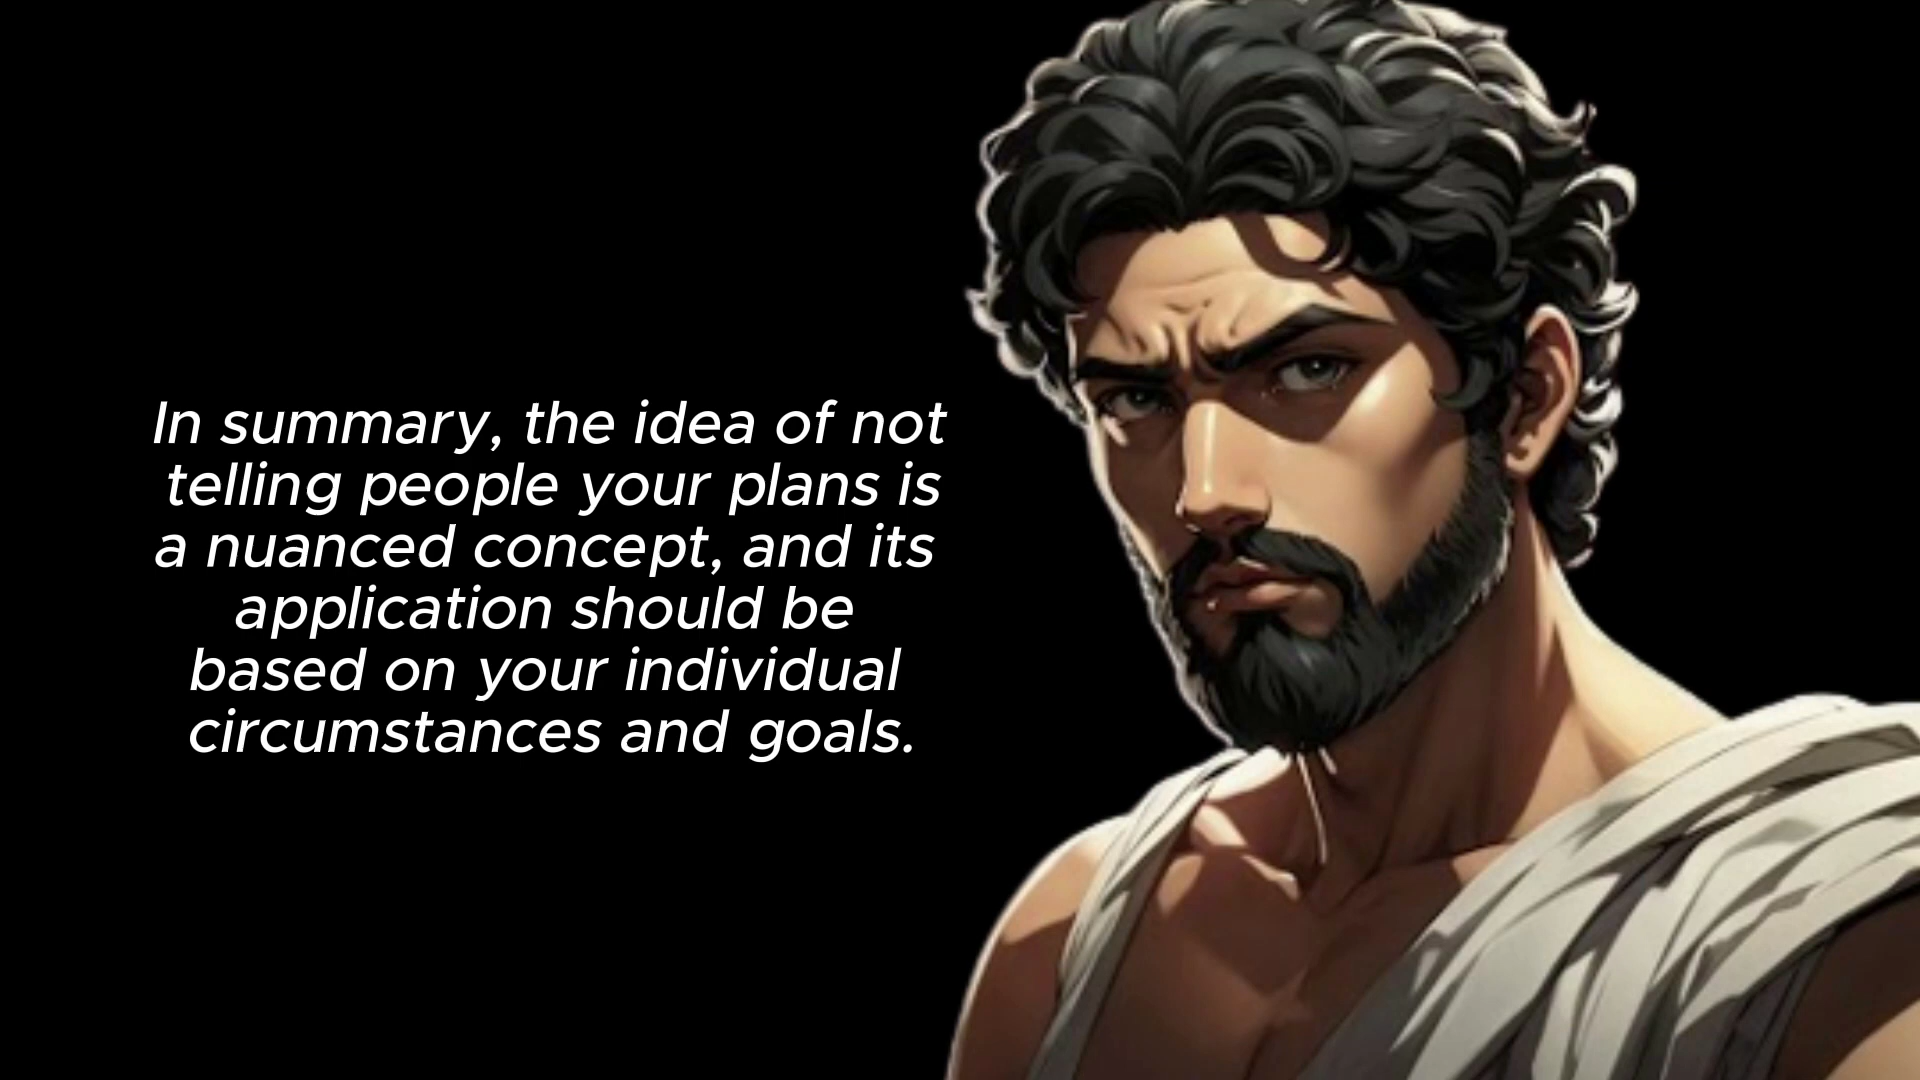 In summary, the idea of not
telling people your plans is
a nuanced concept, and its
application should be
based on your individual
circumstances and goals.